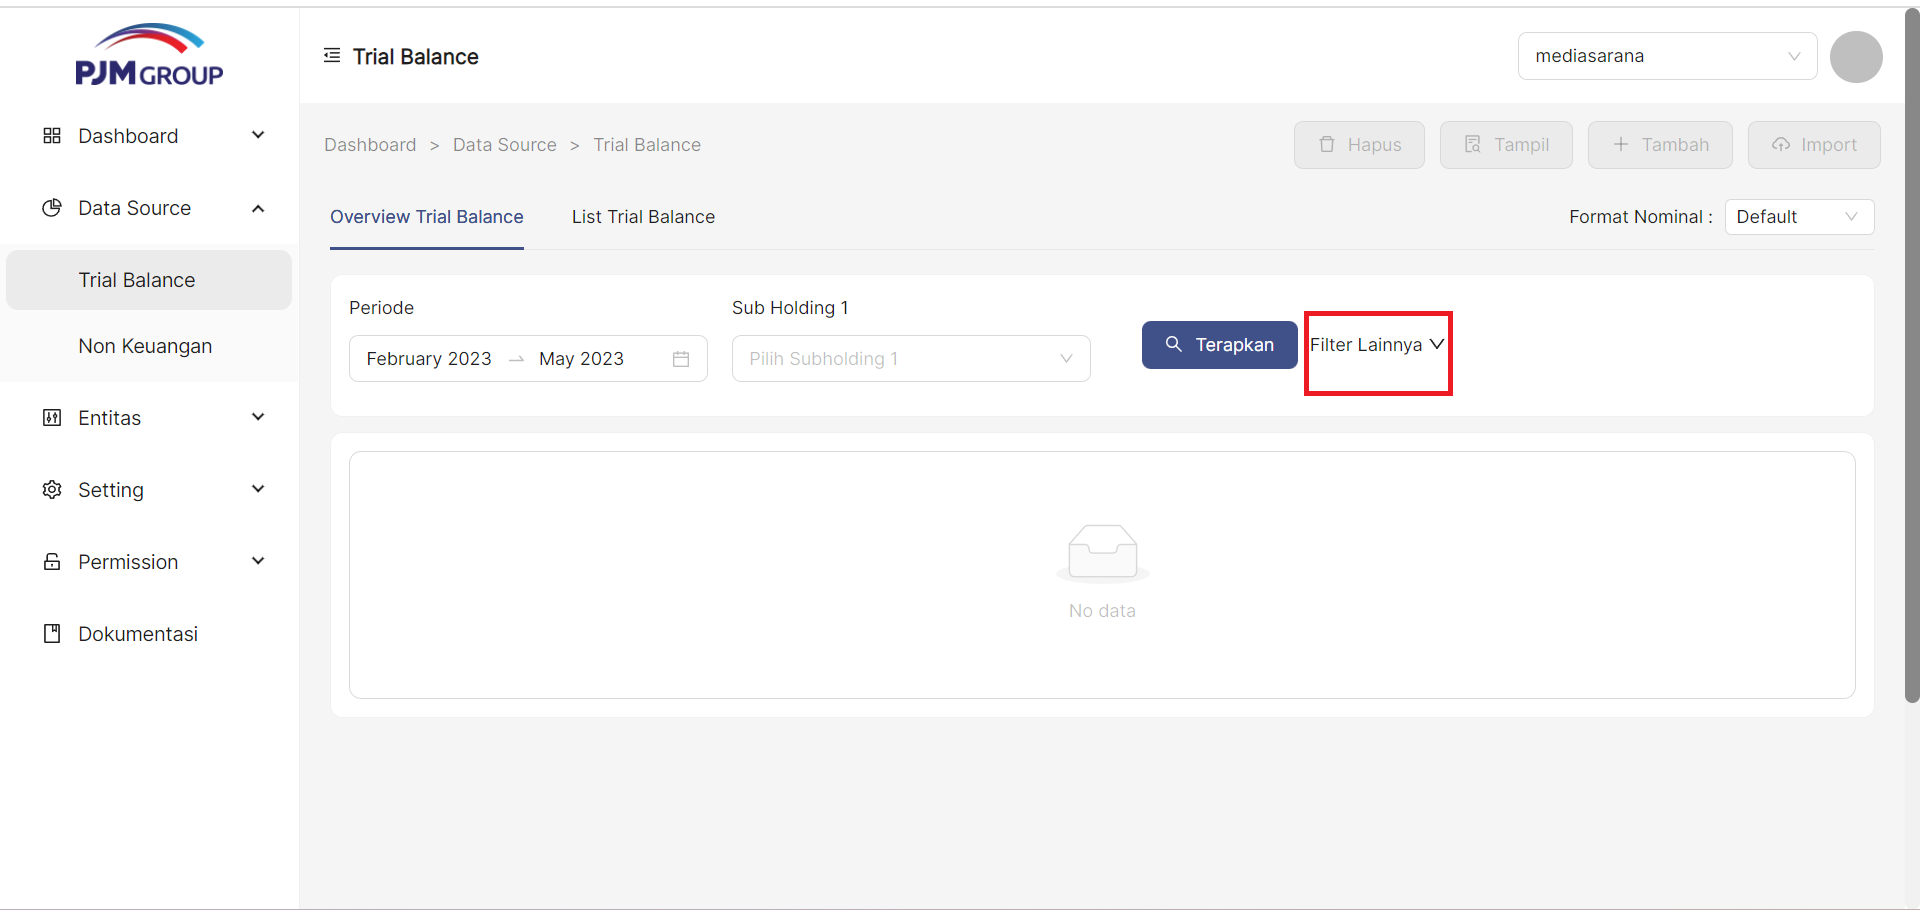 PJM GROUP
Trial Balance
mediasarana
Dashboard
Data Source
Trial Balance
Non Keuangan
Entitas
Setting
Permission
Dokumentasi
Dashboard > Data Source > Trial Balance
Hapus
Tampil
Tambah
Import
Overview Trial Balance
List Trial Balance
Format Nominal :
Default
Periode
Sub Holding 1
February 2023 → May 2023
Pilih Subholding 1
Terapkan
Filter Lainnya
No data